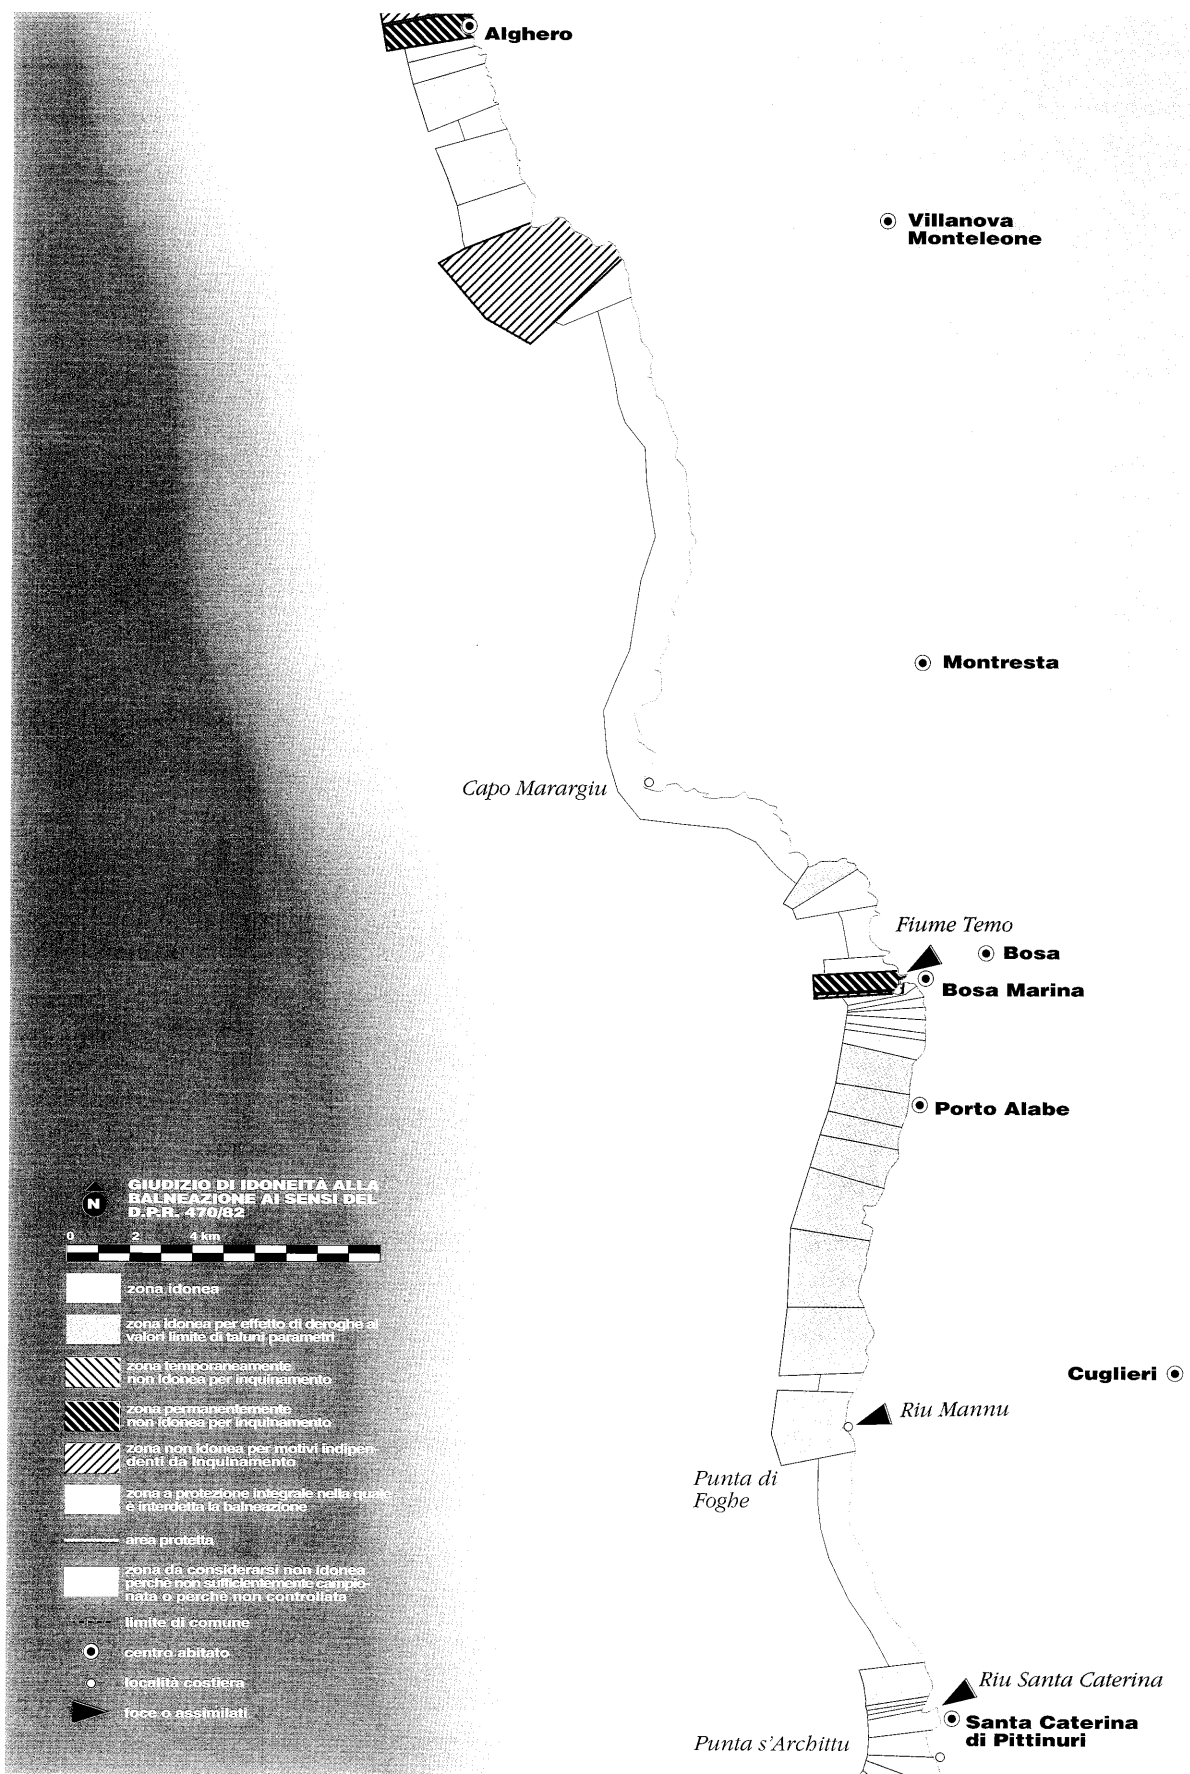 Alghero
Villanova
Monteleone
Montresta
Capo Marargiu
Fiume Temo
Bosa
Bosa Marina
Porto Alabe
GIUDIZIO DI IDONEITÀ ALLA
BALNEAZIONE AI SENSI DEL
D.P.R. 470/82
N
0 2 4 km
zona idonea
zona idonea per effetto di deroghe ai
valori limite di taluni parametri
zona temporaneamente
non idonea per inquinamento
zona permanentemente
non idonea per inquinamento
zona non idonea per motivi indipen-
denti da inquinamento
zona a protezione integrale nella quale
è interdetta la balneazione
area protetta
zona da considerarsi non idonea
perché non sufficientemente campio-
nata o perché non controllata
limite di comune
centro abitato
località costiera
foce o assimilati
Cuglieri
Riu Mannu
Punta di
Foghe
Riu Santa Caterina
Santa Caterina
di Pittinuri
Punta s'Archittu